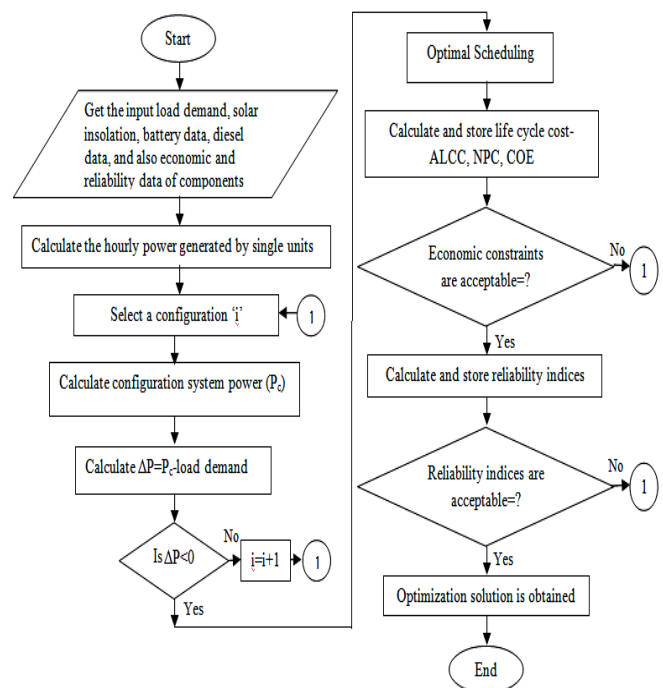 Start
Get the input load demand, solar
insolation, battery data, diesel
data, and also economic and
reliability data of components
Calculate the hourly power generated by single units
Select a configuration ‘i’
1
Calculate configuration system power (Pc)
Calculate ΔP=Pc-load demand
Is ΔP<0
No
i=i+1
1
Yes
Optimal Scheduling
Calculate and store life cycle cost-
ALCC, NPC, COE
Economic constraints
are acceptable=?
No
1
Yes
Calculate and store reliability indices
Reliability indices are
acceptable=?
No
1
Yes
Optimization solution is obtained
End